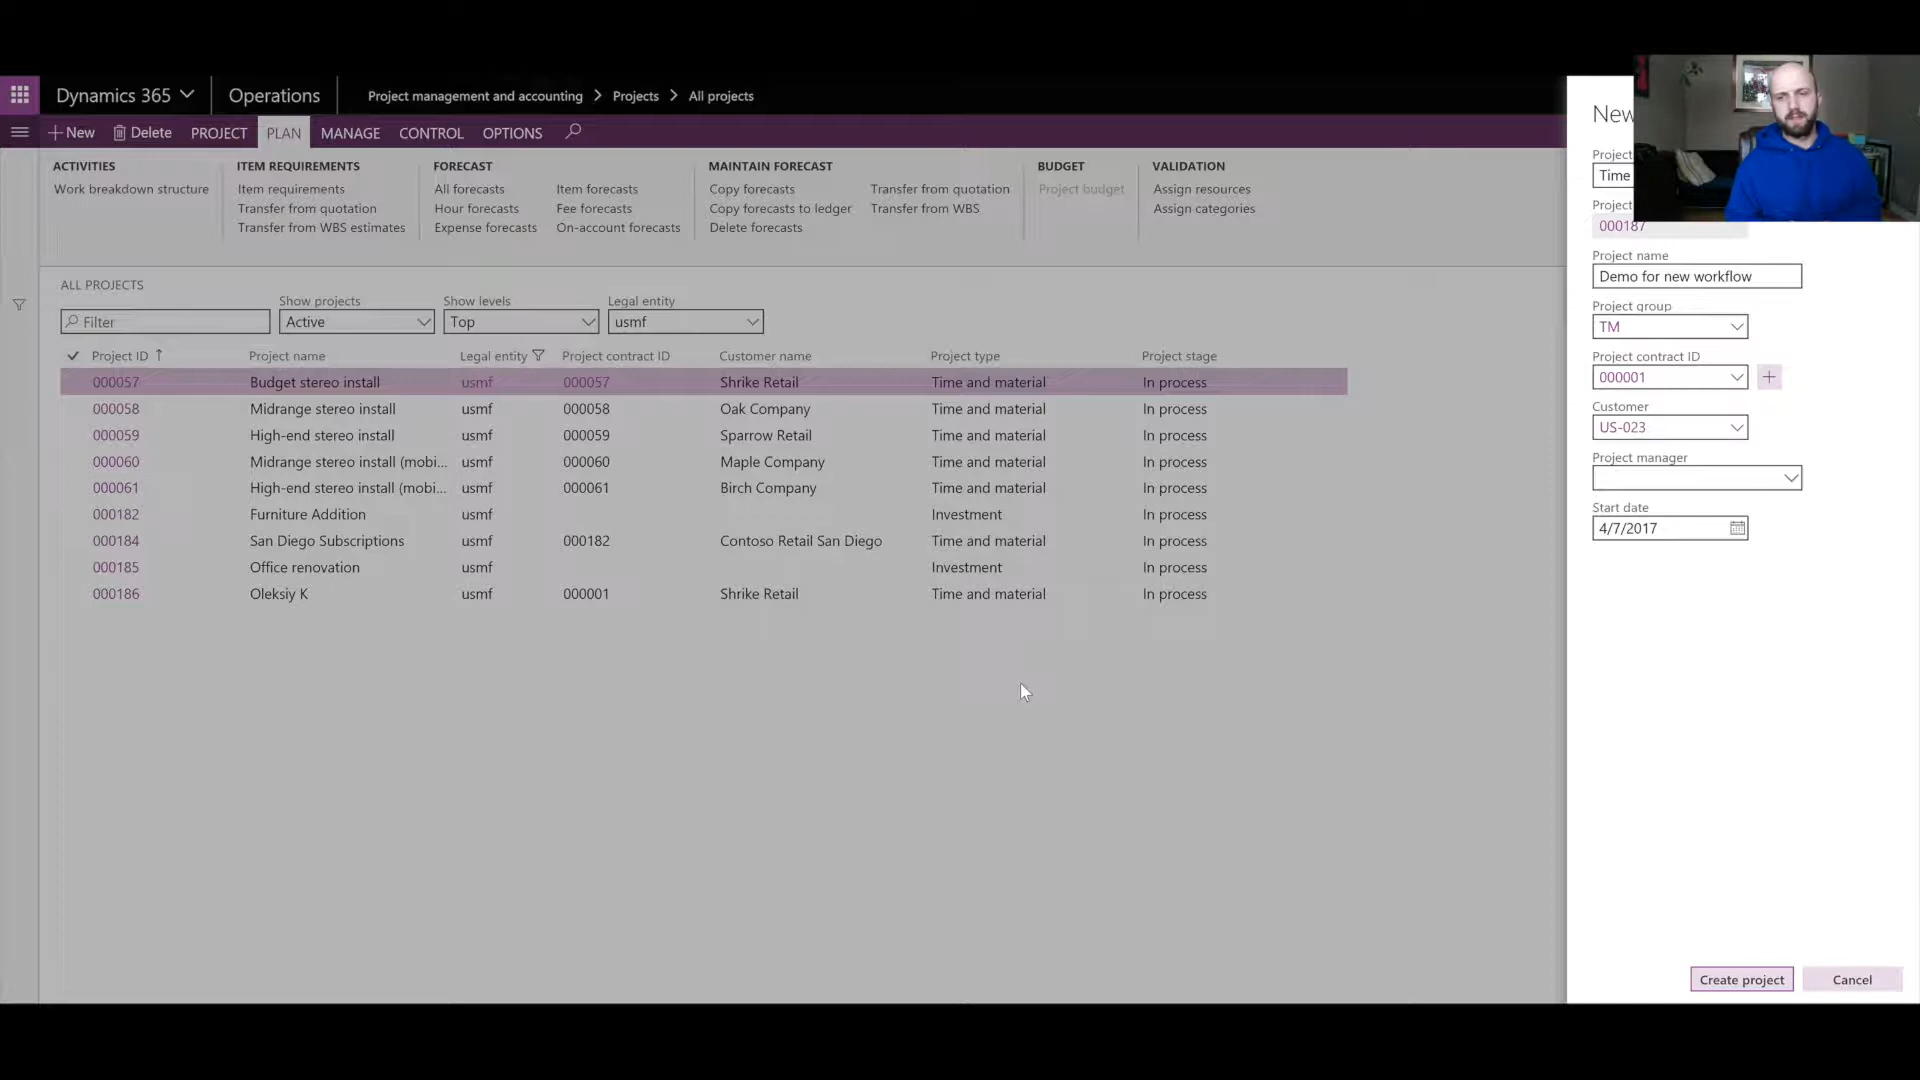 Dynamics 365
Operations
Project management and accounting > Projects > All projects
New
Delete
PROJECT
PLAN
MANAGE
CONTROL
OPTIONS
ACTIVITIES
Work breakdown structure
ITEM REQUIREMENTS
Item requirements
Transfer from quotation
Transfer from WBS estimates
FORECAST
All forecasts
Hour forecasts
Expense forecasts
Item forecasts
Fee forecasts
On-account forecasts
MAINTAIN FORECAST
Copy forecasts
Copy forecasts to ledger
Delete forecasts
Transfer from quotation
Transfer from WBS
BUDGET
Project budget
VALIDATION
Assign resources
Assign categories
ALL PROJECTS
Filter
Show projects
Active
Show levels
Top
Legal entity
usmf
Project ID Project name Legal entity Project contract ID Customer name Project type Project stage
000057 Budget stereo install usmf 000057 Shrike Retail Time and material In process
000058 Midrange stereo install usmf 000058 Oak Company Time and material In process
000059 High-end stereo install usmf 000059 Sparrow Retail Time and material In process
000060 Midrange stereo install (mobi... usmf 000060 Maple Company Time and material In process
000061 High-end stereo install (mobi... usmf 000061 Birch Company Time and material In process
000182 Furniture Addition usmf Investment In process
000184 San Diego Subscriptions usmf 000182 Contoso Retail San Diego Time and material In process
000185 Office renovation usmf Investment In process
000186 Oleksiy K usmf 000001 Shrike Retail Time and material In process
New
Project
Time
Project
000187
Project name
Demo for new workflow
Project group
TM
Project contract ID
000001
Customer
US-023
Project manager
Start date
4/7/2017
Create project
Cancel